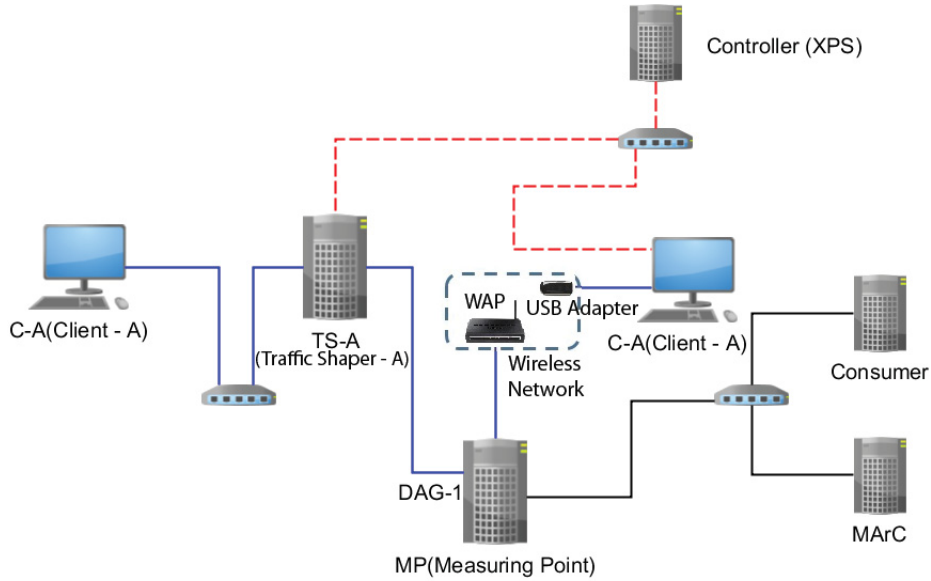 Controller (XPS)
C-A(Client - A)
TS-A
(Traffic Shaper - A)
WAP
USB Adapter
Wireless
Network
C-A(Client - A)
Consumer
DAG-1
MArC
MP(Measuring Point)